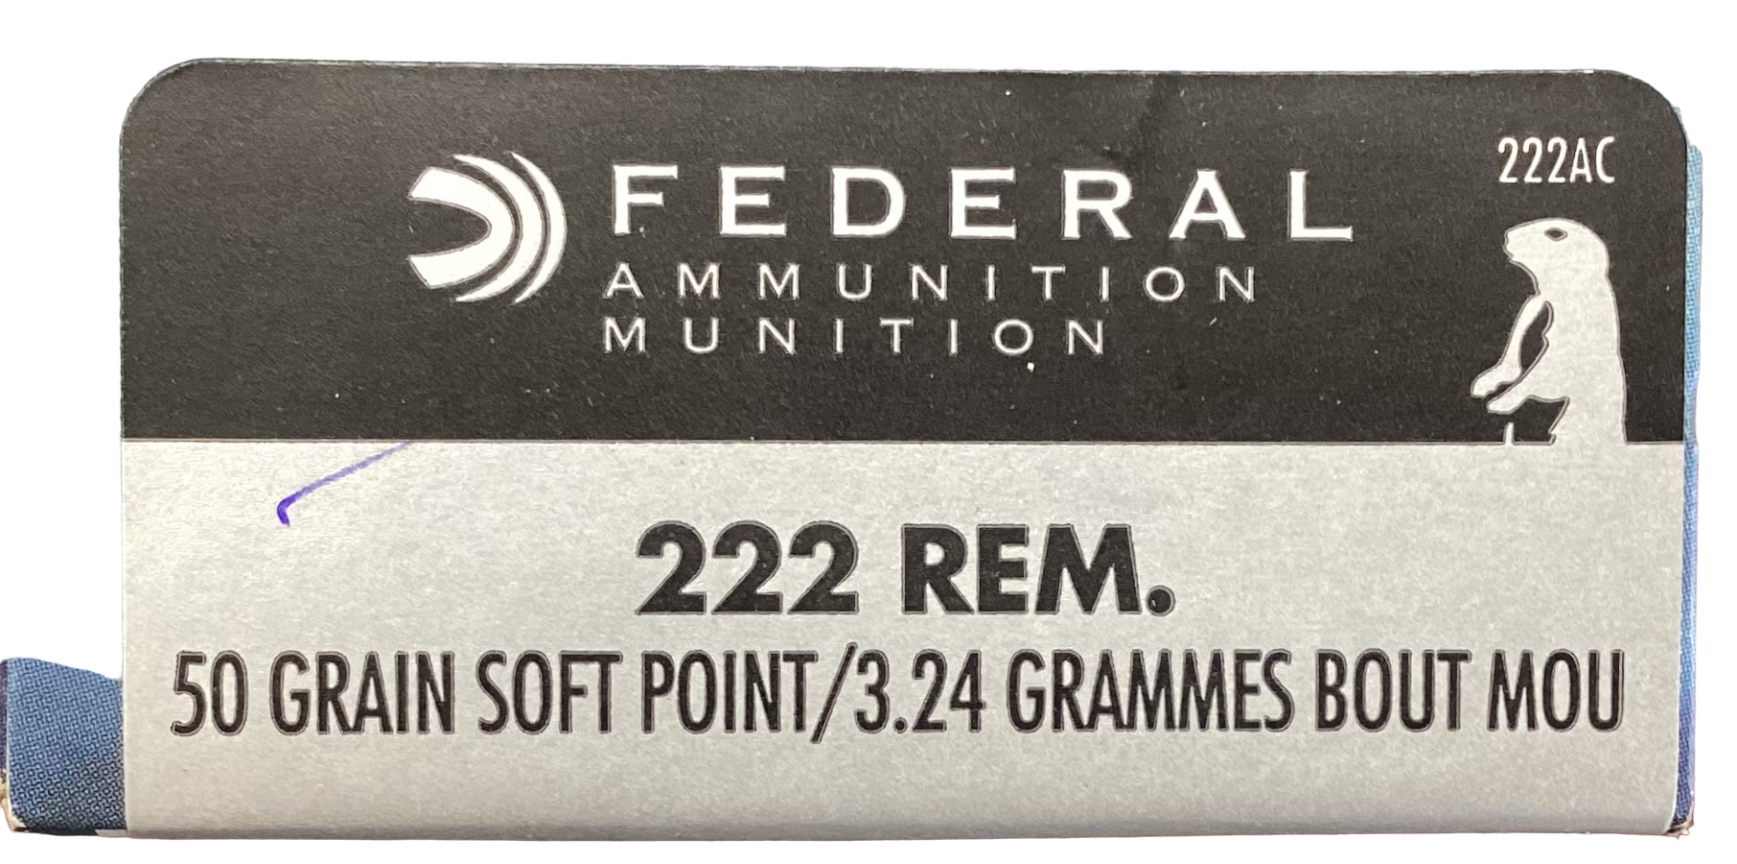 222AC
FEDERAL
AMMUNITION
MUNITION
222 REM.
50 GRAIN SOFT POINT/3.24 GRAMMES BOUT MOU